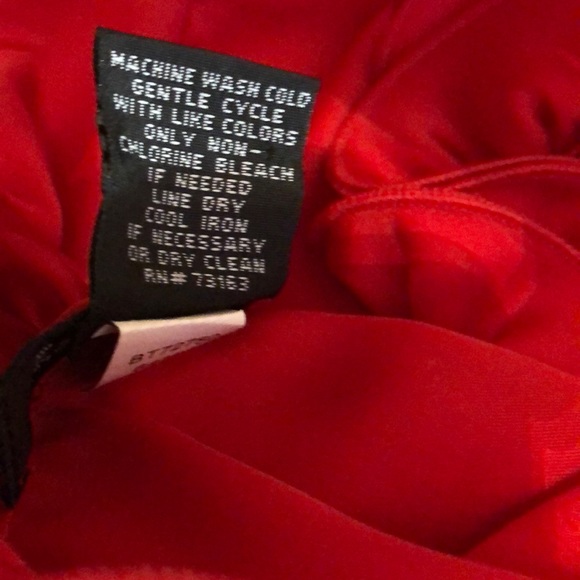 MACHINE WASH COLD
GENTLE CYCLE
WITH LIKE COLORS
ONLY NON-
CHLORINE BLEACH
IF NEEDED
LINE DRY
COOL IRON
IF NECESSARY
OR DRY CLEAN
RN# 73163